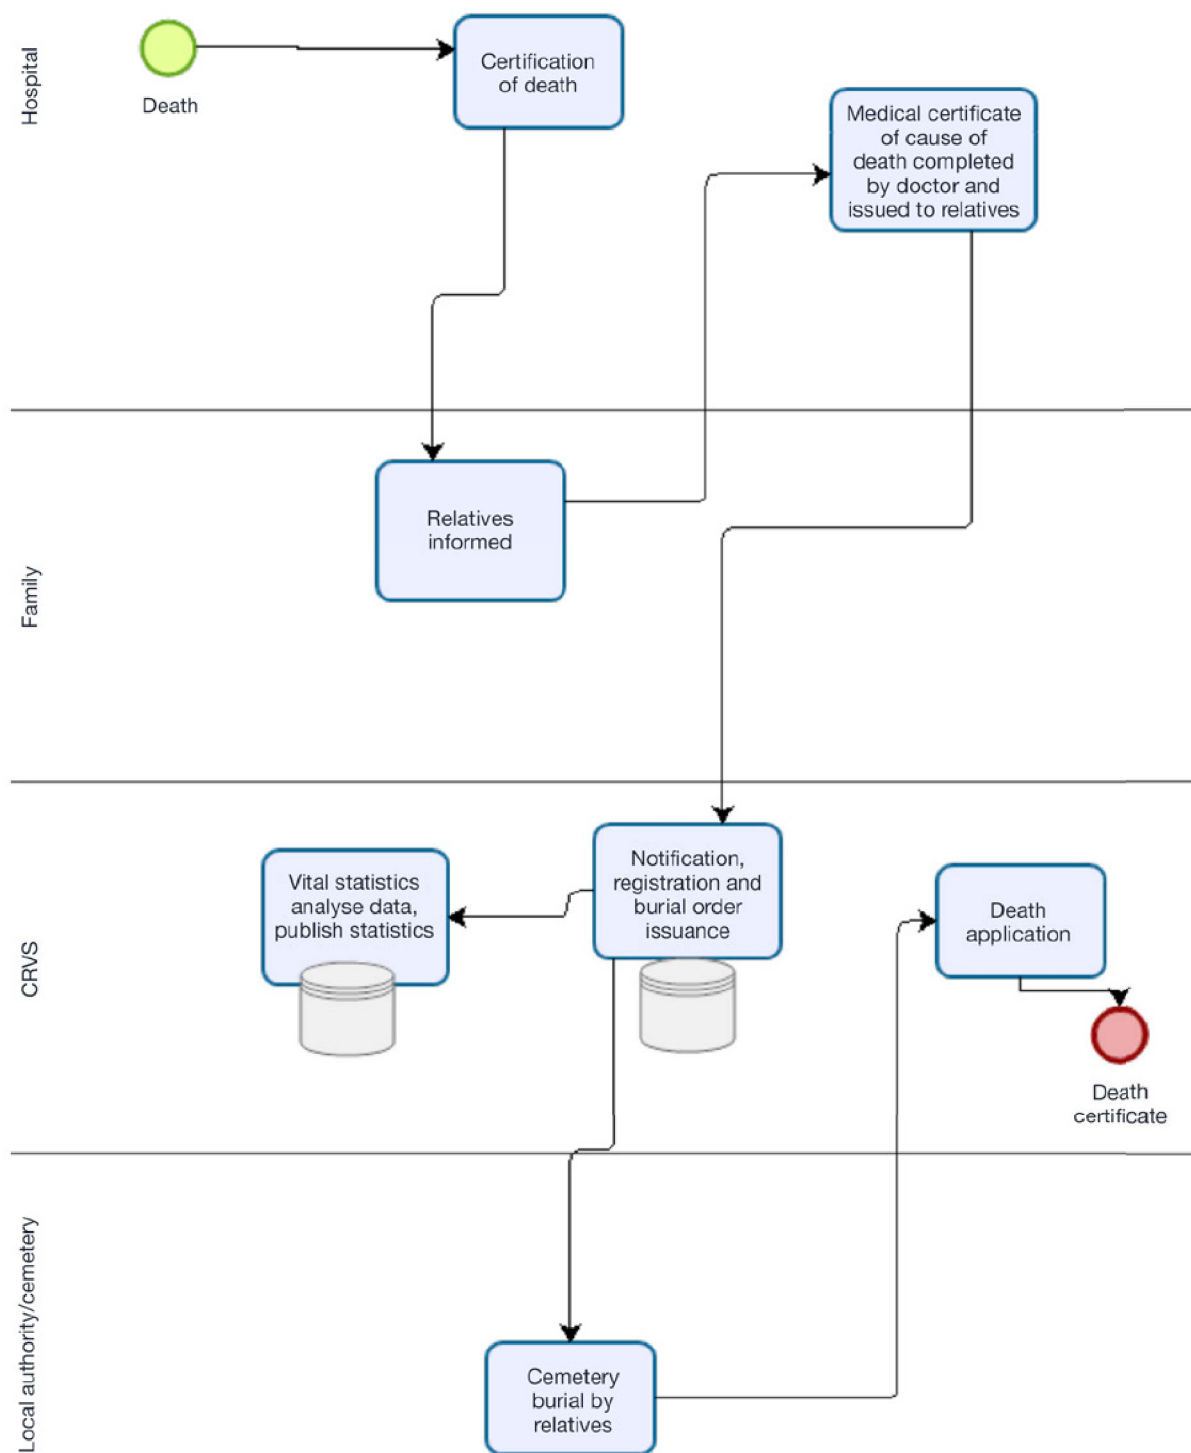 Hospital
Death
Certification
of death
Medical certificate
of cause of
death completed
by doctor and
issued to relatives
Family
Relatives
informed
CRVS
Vital statistics
analyse data,
publish statistics
Notification,
registration and
burial order
issuance
Death
application
Death
certificate
Local authority/cemetery
Cemetery
burial by
relatives